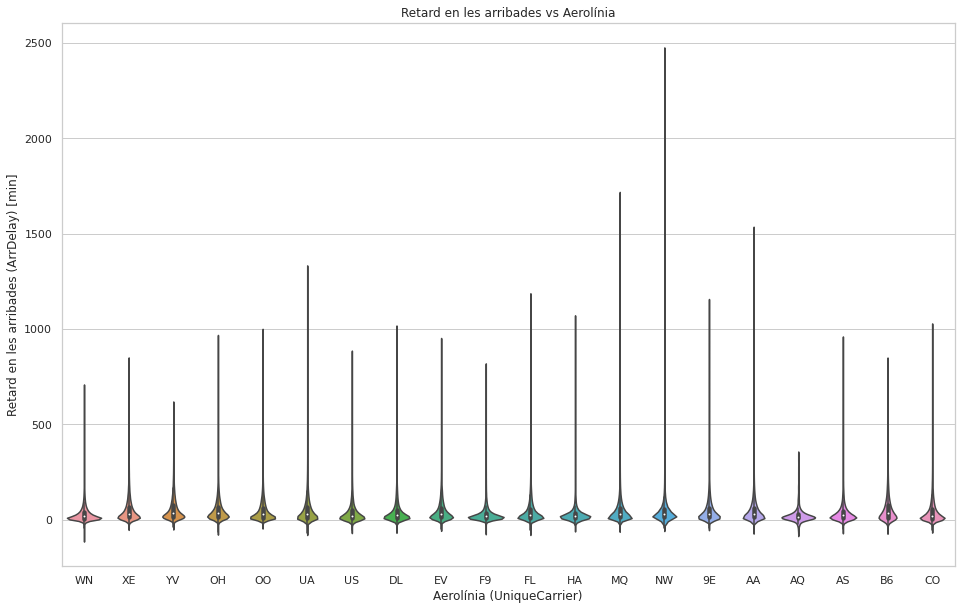 Retard en les arribades vs Aerolínia
Retard en les arribades (ArrDelay) [min]
2500
2000
1500
1000
500
0
WN XE YV OH OO UA US DL EV F9 FL HA MQ NW 9E AA AQ AS B6 CO
Aerolínia (UniqueCarrier)